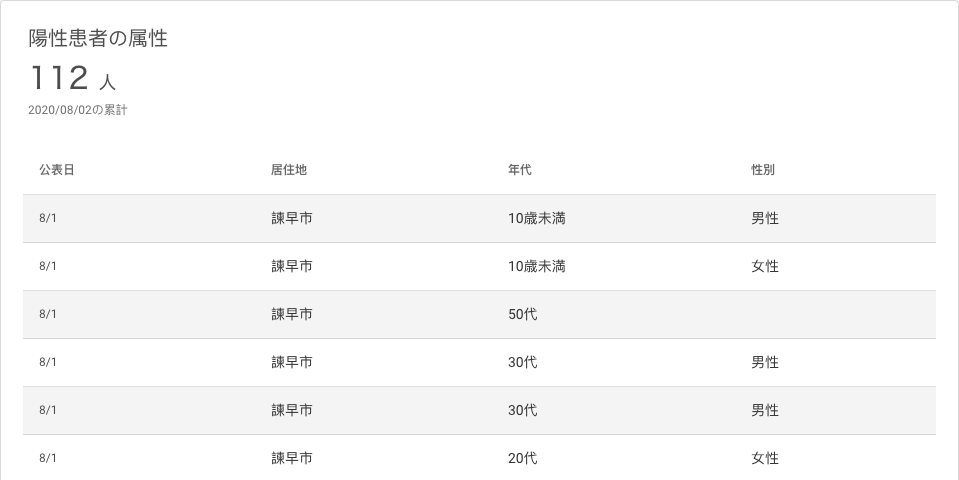 陽性患者の属性
112 人
2020/08/02の累計
公表日 居住地 年代 性別
8/1 諫早市 10歳未満 男性
8/1 諫早市 10歳未満 女性
8/1 諫早市 50代
8/1 諫早市 30代 男性
8/1 諫早市 30代 男性
8/1 諫早市 20代 女性